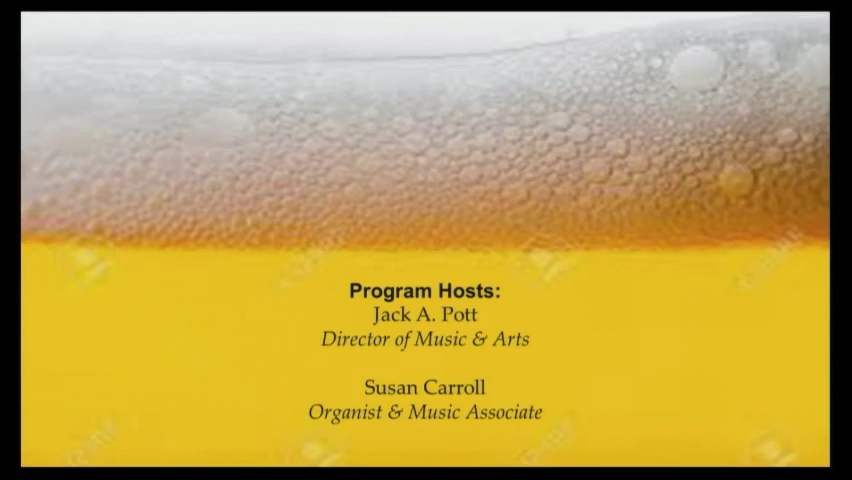 Program Hosts:
Jack A. Pott
Director of Music & Arts
Susan Carroll
Organist & Music Associate